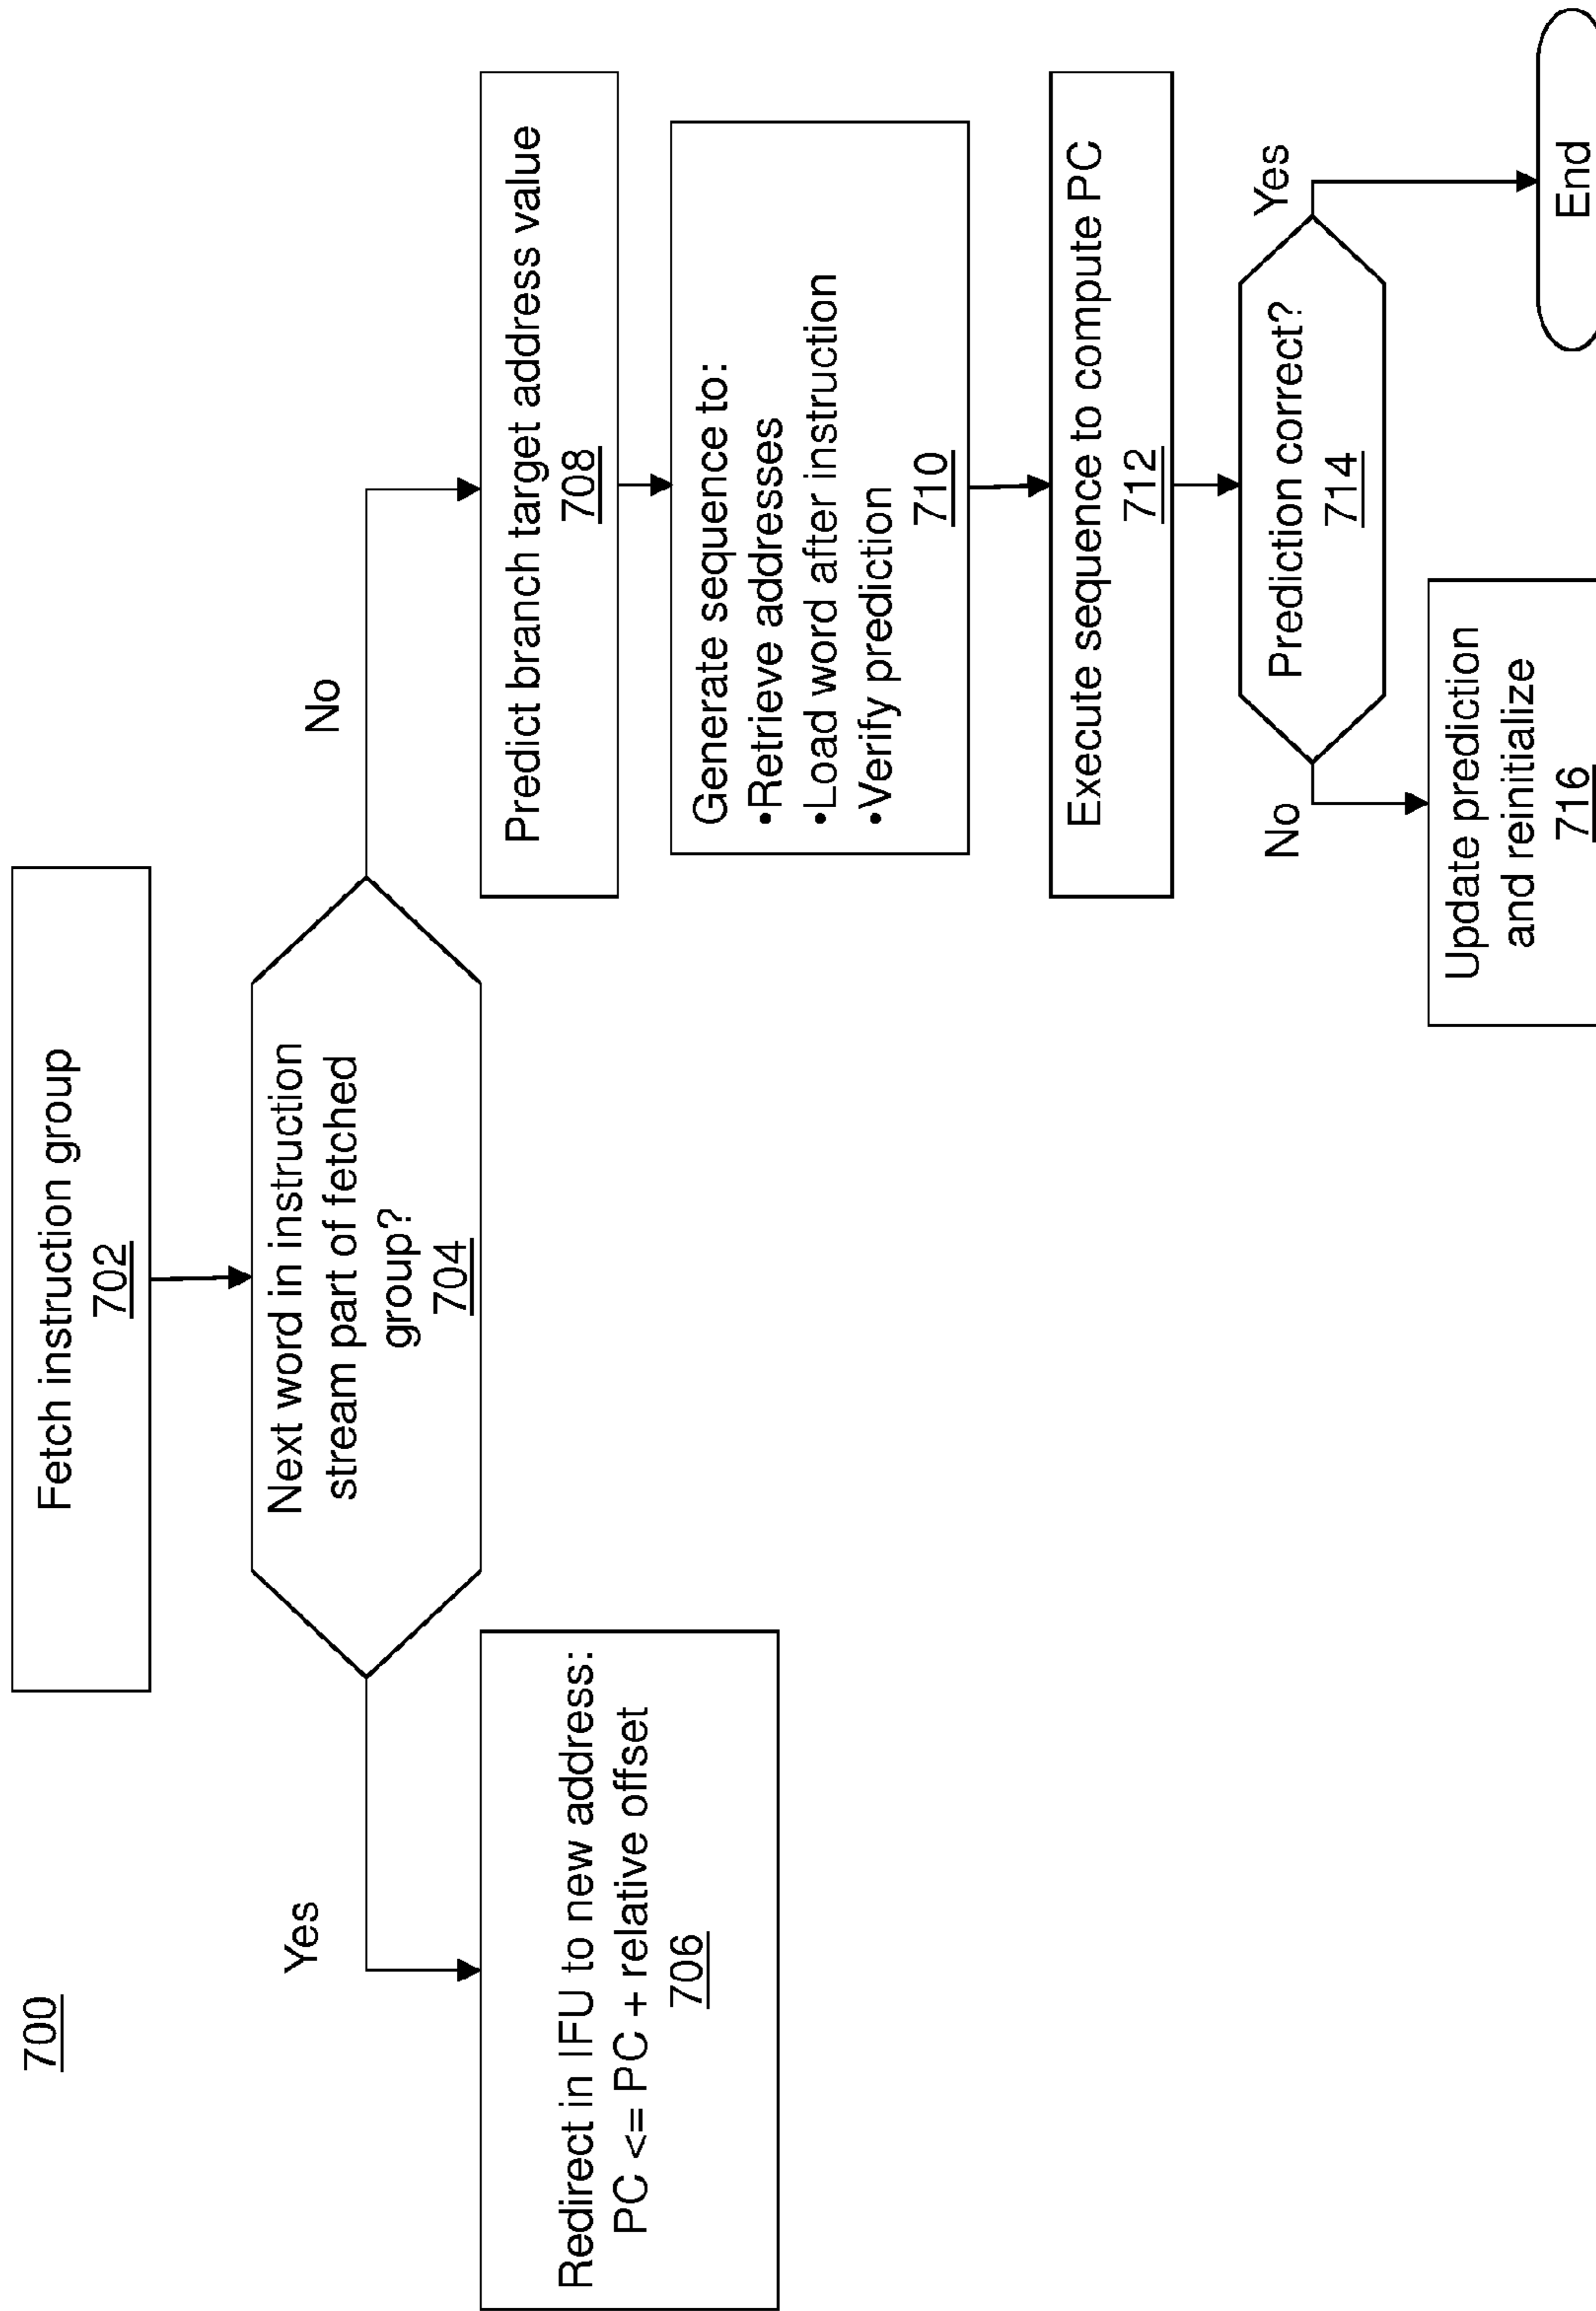 700
Fetch instruction group
702
Next word in instruction
stream part of fetched
group?
704
Yes
No
Redirect in IFU to new address:
PC <= PC + relative offset
706
Predict branch target address value
708
Generate sequence to:
•Retrieve addresses
•Load word after instruction
•Verify prediction
710
Execute sequence to compute PC
712
Prediction correct?
714
No
Yes
Update prediction
and reinitialize
716
End